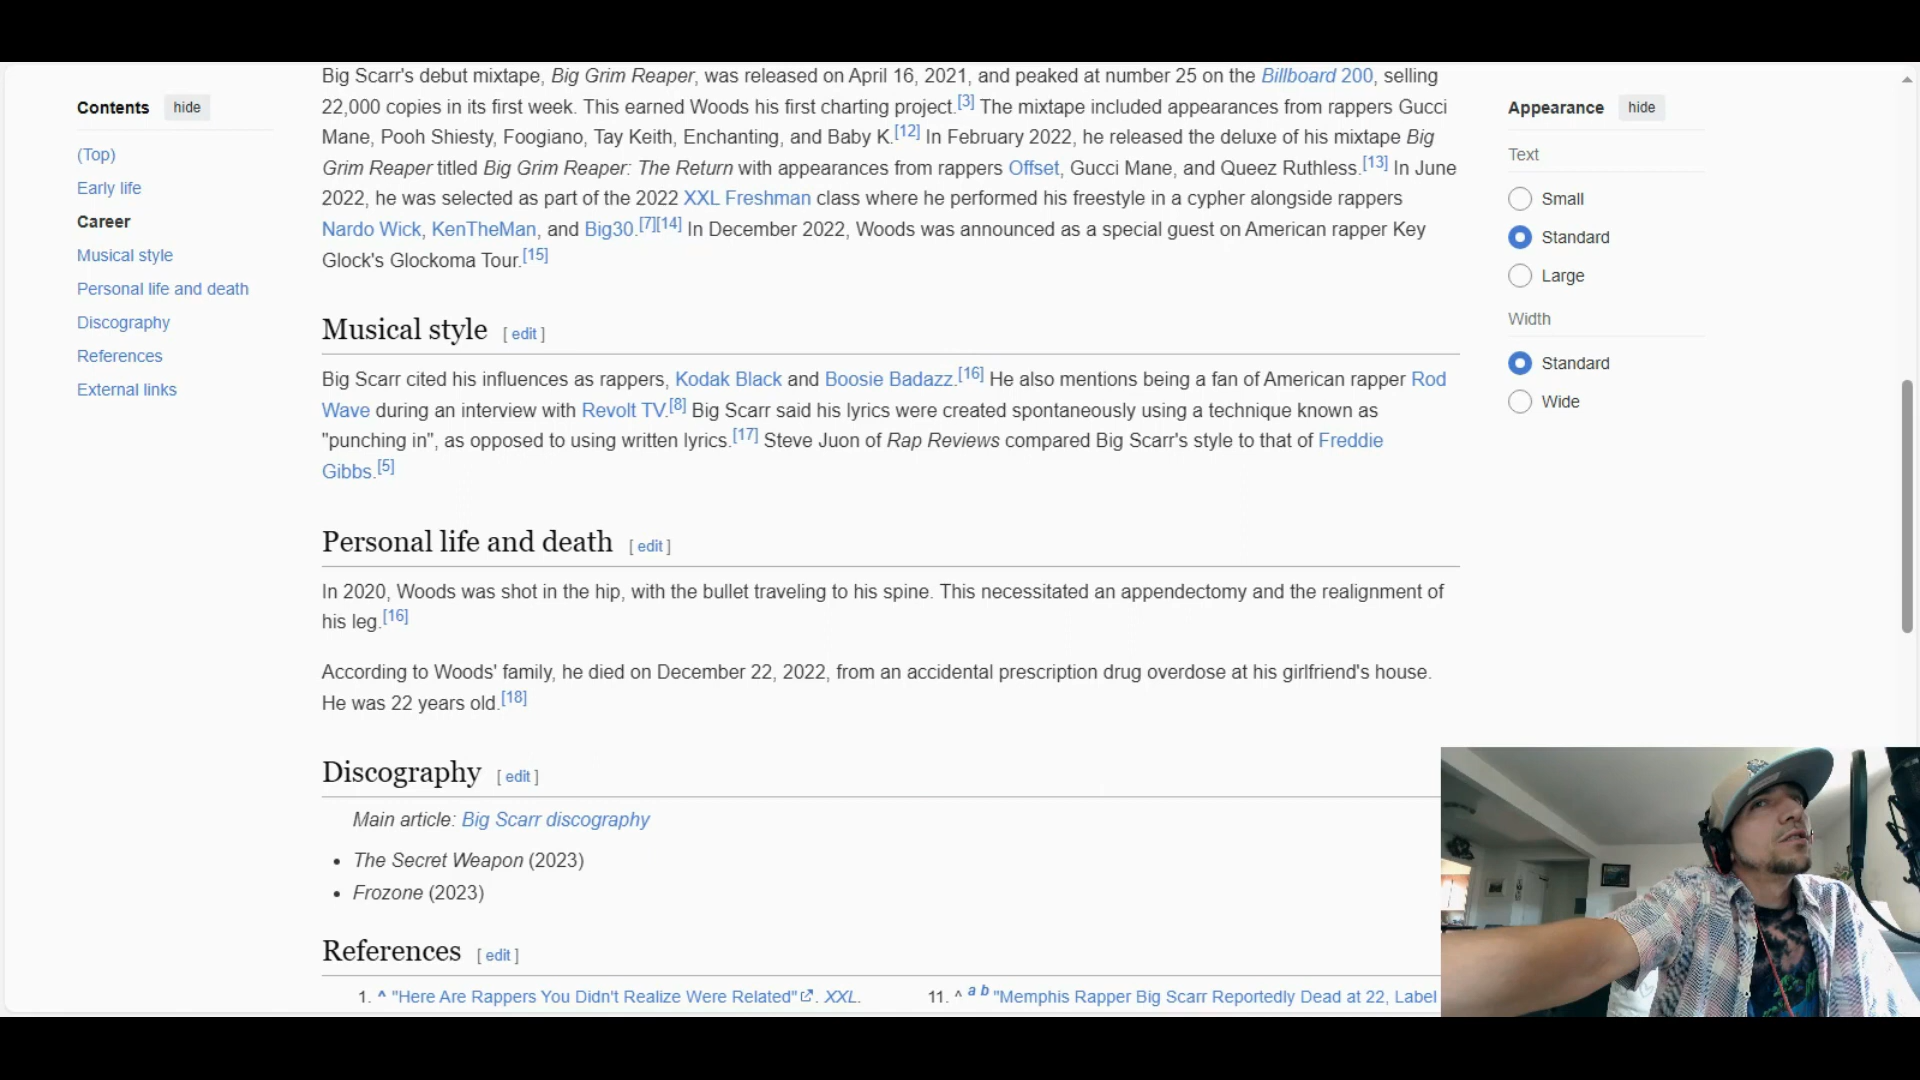 Big Scarr's debut mixtape, Big Grim Reaper, was released on April 16, 2021, and peaked at number 25 on the Billboard 200, selling
22,000 copies in its first week. This earned Woods his first charting project.[3] The mixtape included appearances from rappers Gucci
Mane, Pooh Shiesty, Foogiano, Tay Keith, Enchanting, and Baby K.[12] In February 2022, he released the deluxe of his mixtape Big
Grim Reaper titled Big Grim Reaper: The Return with appearances from rappers Offset, Gucci Mane, and Queez Ruthless.[13] In June
2022, he was selected as part of the 2022 XXL Freshman class where he performed his freestyle in a cypher alongside rappers
Nardo Wick, KenTheMan, and Big30.[7][14] In December 2022, Woods was announced as a special guest on American rapper Key
Glock's Glockoma Tour.[15]
Contents hide
(Top)
Early life
Career
Musical style
Personal life and death
Discography
References
External links
Musical style [ edit ]
Big Scarr cited his influences as rappers, Kodak Black and Boosie Badazz.[16] He also mentions being a fan of American rapper Rod
Wave during an interview with Revolt TV.[8] Big Scarr said his lyrics were created spontaneously using a technique known as
"punching in", as opposed to using written lyrics.[17] Steve Juon of Rap Reviews compared Big Scarr's style to that of Freddie
Gibbs.[5]
Personal life and death [ edit ]
In 2020, Woods was shot in the hip, with the bullet traveling to his spine. This necessitated an appendectomy and the realignment of
his leg.[16]
According to Woods' family, he died on December 22, 2022, from an accidental prescription drug overdose at his girlfriend's house.
He was 22 years old.[18]
Discography [ edit ]
Main article: Big Scarr discography
• The Secret Weapon (2023)
• Frozone (2023)
References [ edit ]
1. ^ "Here Are Rappers You Didn't Realize Were Related". XXL.
11. ^ a b "Memphis Rapper Big Scarr Reportedly Dead at 22, Label
Appearance hide
Text
Small
Standard
Large
Width
Standard
Wide